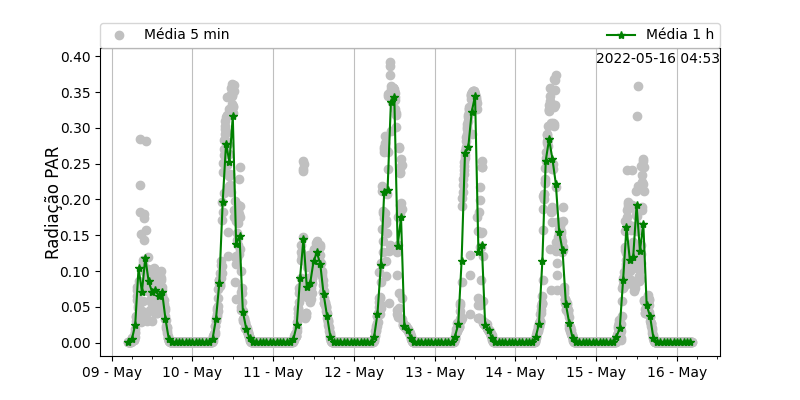 Média 5 min
Média 1 h
2022-05-16 04:53
Radiação PAR
0.40
0.35
0.30
0.25
0.20
0.15
0.10
0.05
0.00
09 - May
10 - May
11 - May
12 - May
13 - May
14 - May
15 - May
16 - May